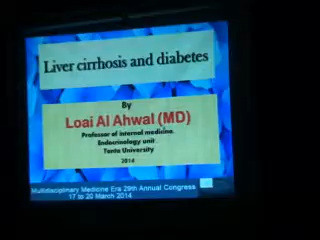 Liver cirrhosis and diabetes
By
Loai Al Ahwal (MD)
Professor of internal medicine
Endocrinology unit
Tanta University
2014
Multidisciplinary Medicine Era 29th Annual Congress
17 to 20 March 2014